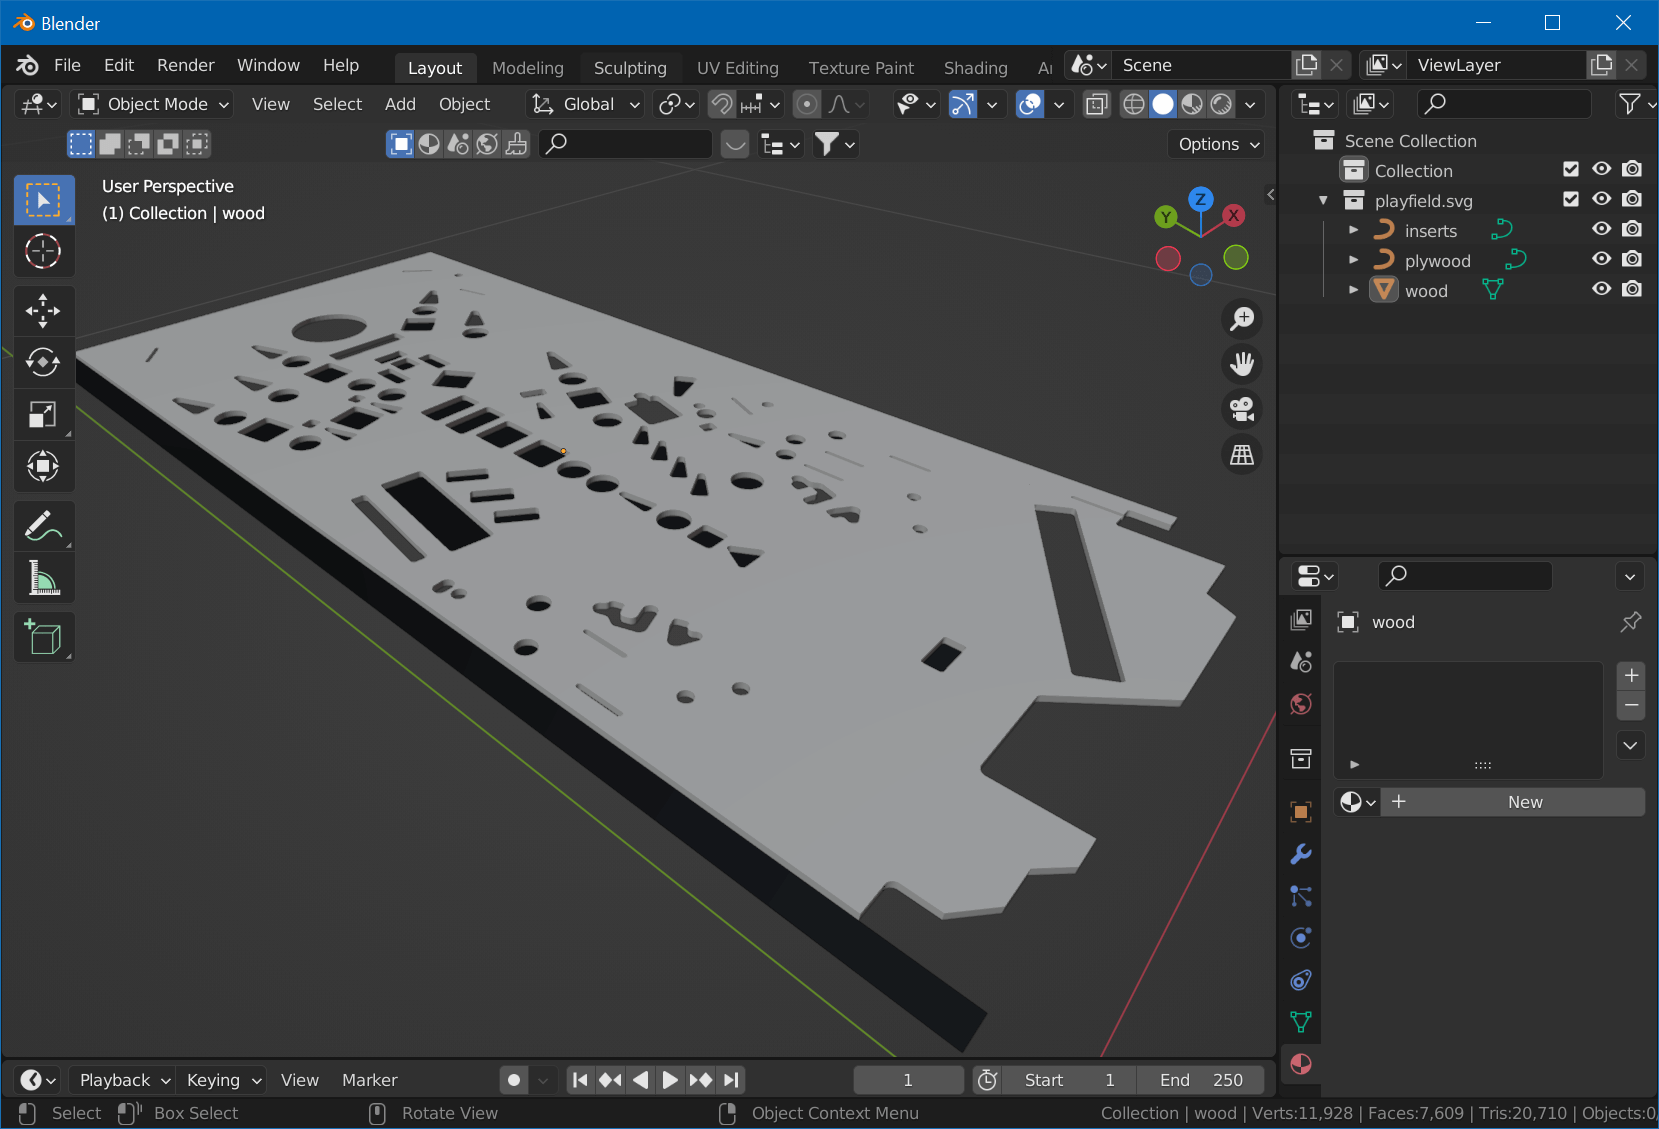 Blender
File Edit Render Window Help Layout Modeling Sculpting UV Editing Texture Paint Shading Scene ViewLayer
Object Mode View Select Add Object Global
Options
User Perspective
(1) Collection | wood
Z
Y
X
Scene Collection
Collection
playfield.svg
inserts
plywood
wood
wood
New
Playback Keying View Marker 1 Start 1 End 250
Select Box Select Rotate View Object Context Menu Collection | wood | Verts:11,928 | Faces:7,609 | Tris:20,710 | Objects:0